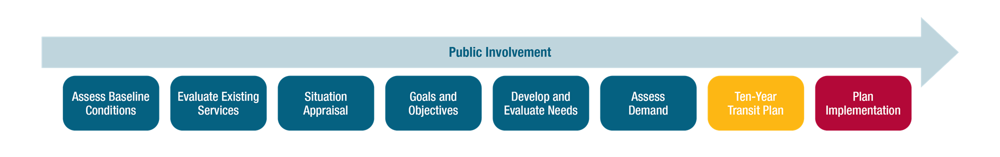 Public Involvement
Assess Baseline
Conditions
Evaluate Existing
Services
Situation
Appraisal
Goals and
Objectives
Develop and
Evaluate Needs
Assess
Demand
Ten-Year
Transit Plan
Plan
Implementation